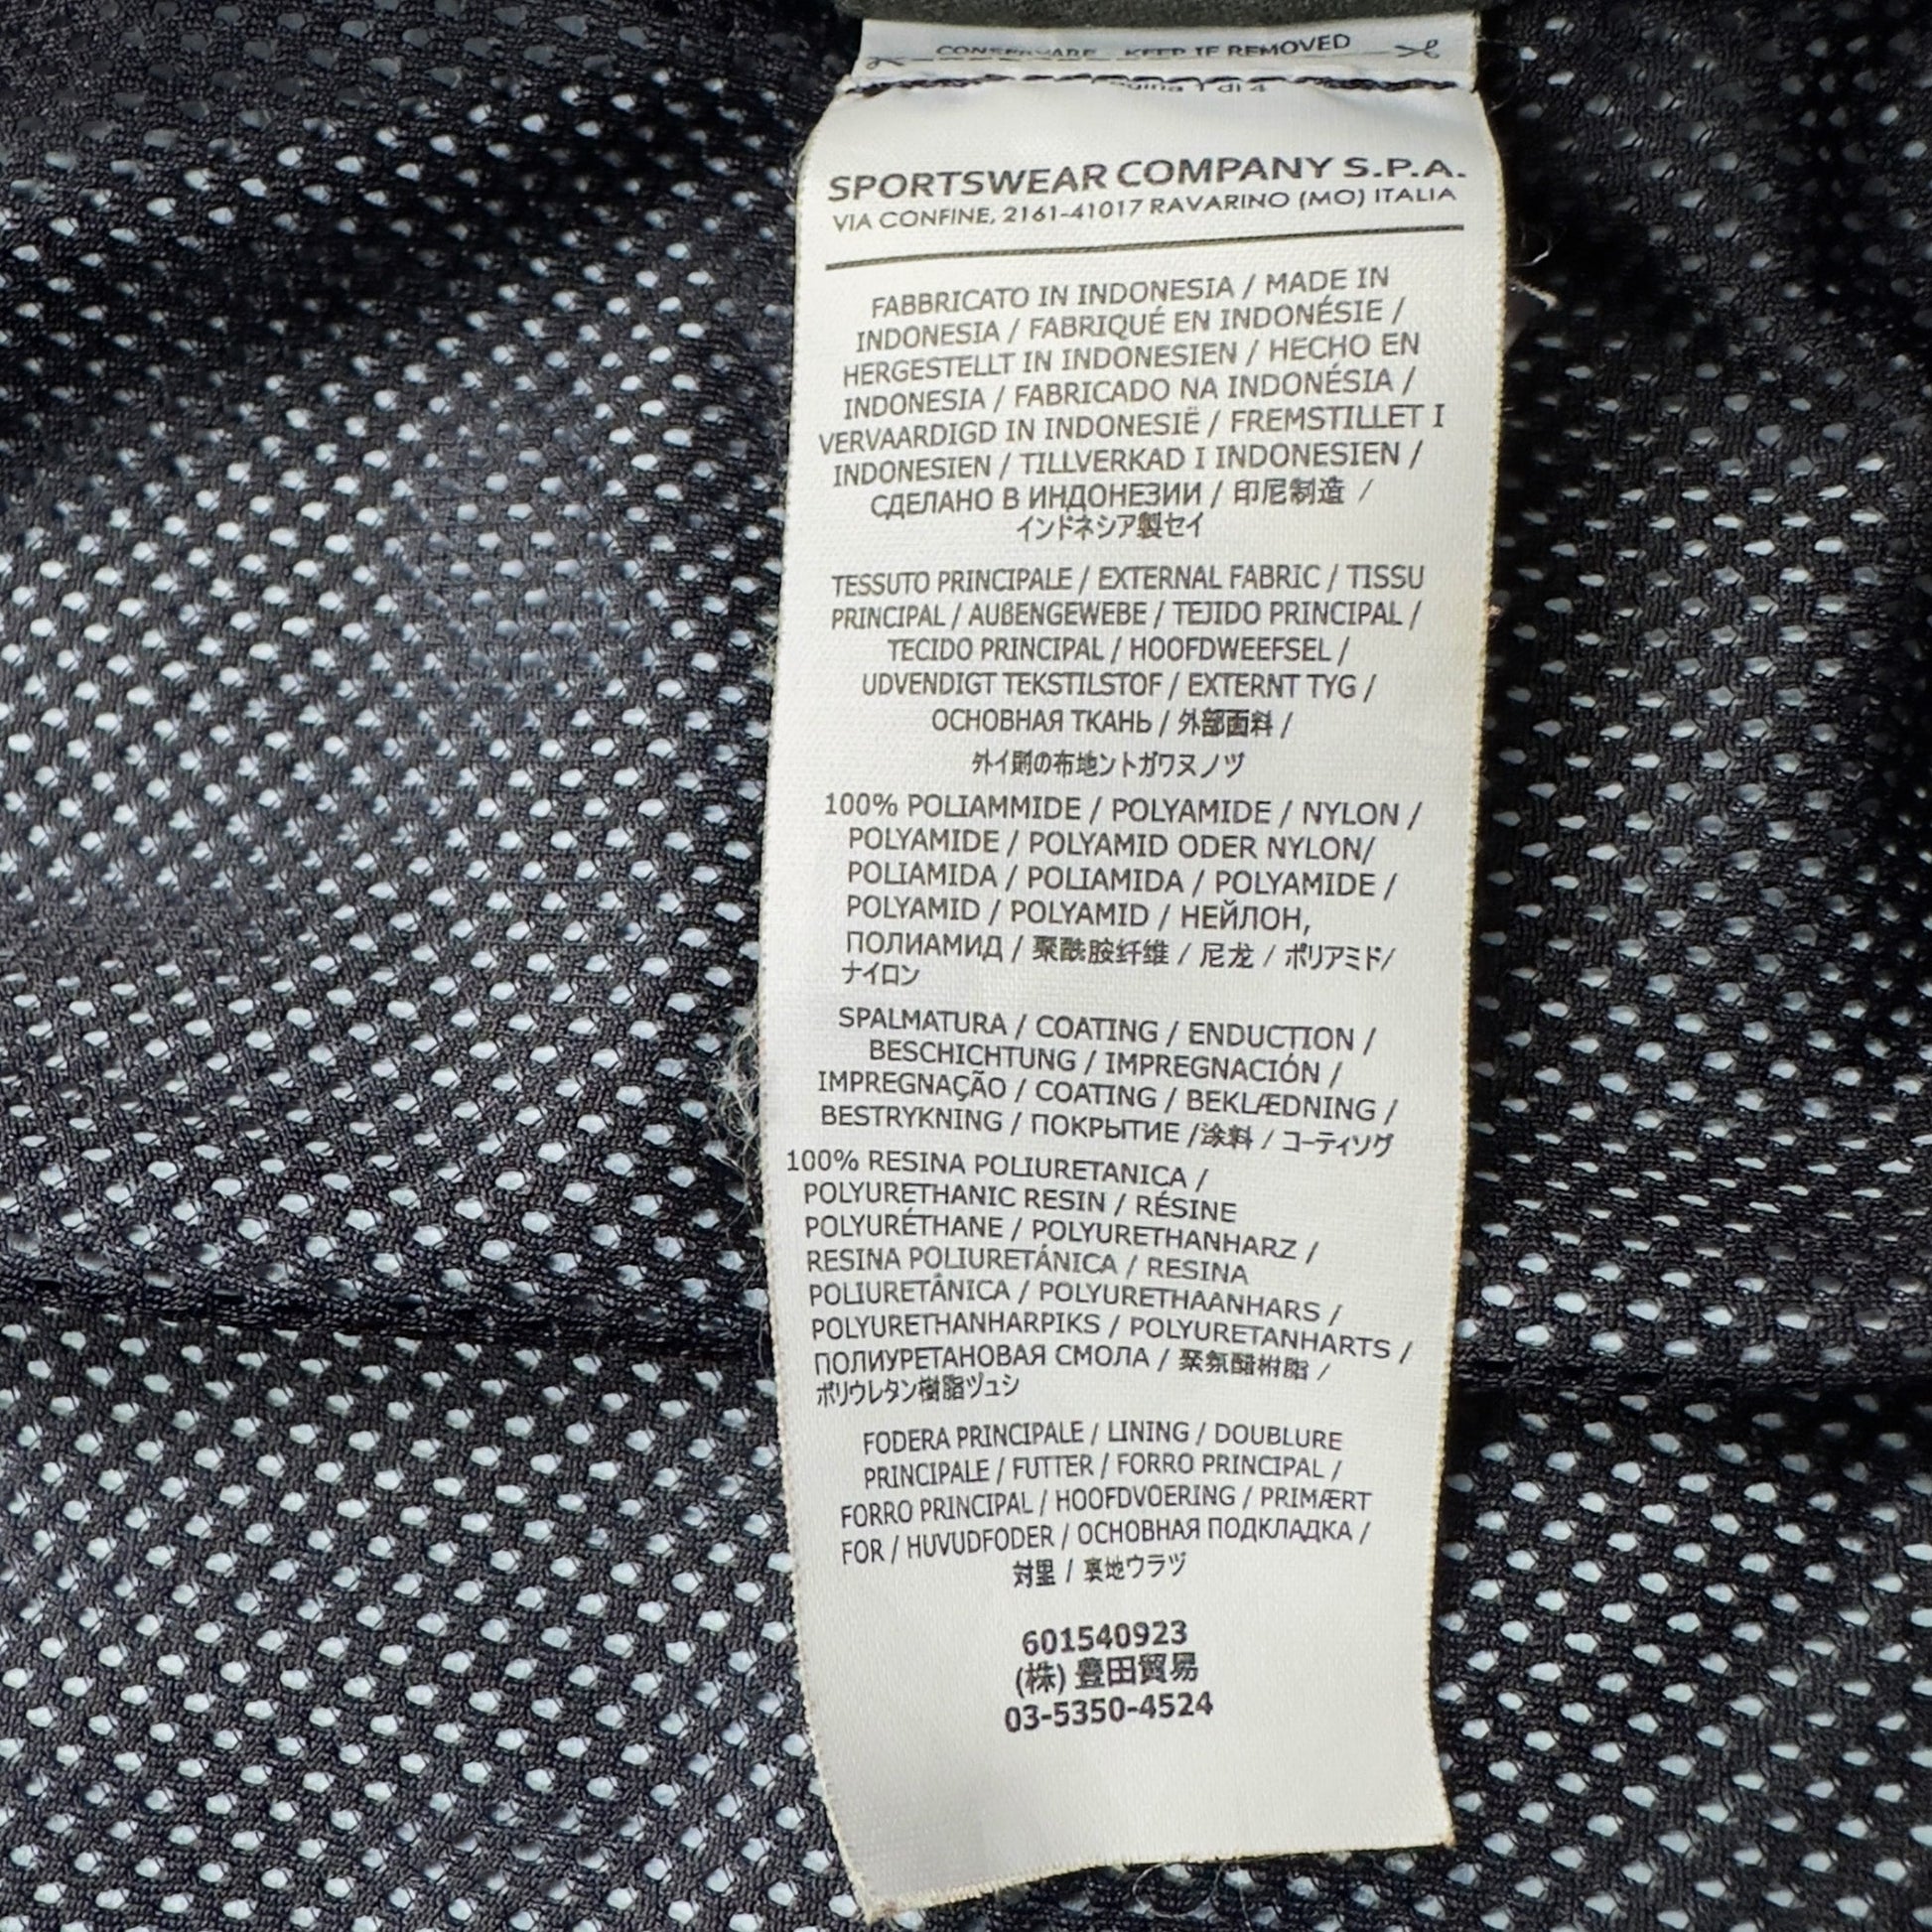 CONSERVARE - KEEP IF REMOVED
Pagina 1 di 4
SPORTSWEAR COMPANY S.P.A.
VIA CONFINE, 2161-41017 RAVARINO (MO) ITALIA
FABBRICATO IN INDONESIA / MADE IN
INDONESIA / FABRIQUÉ EN INDONÉSIE /
HERGESTELLT IN INDONESIEN / HECHO EN
INDONESIA / FABRICADO NA INDONÉSIA /
VERVAARDIGD IN INDONESIË / FREMSTILLET I
INDONESIEN / TILLVERKAD I INDONESIEN /
СДЕЛАНО В ИНДОНЕЗИИ / 印尼制造 /
インドネシア製セイ
TESSUTO PRINCIPALE / EXTERNAL FABRIC / TISSU
PRINCIPAL / AUßENGEWEBE / TEJIDO PRINCIPAL /
TECIDO PRINCIPAL / HOOFDWEEFSEL /
UDVENDIGT TEKSTILSTOF / EXTERNT TYG /
ОСНОВНАЯ ТКАНЬ / 外部面料 /
の布地ントガワヌノヅ
100% POLIAMMIDE / POLYAMIDE / NYLON /
POLYAMIDE / POLYAMID ODER NYLON/
POLIAMIDA / POLIAMIDA / POLYAMIDE /
POLYAMID / POLYAMID / НЕЙЛОН,
ПОЛИАМИД / 聚酰胺纤维 / 尼龙 / ポリアミド/
ナイロン
SPALMATURA / COATING / ENDUCTION /
BESCHICHTUNG / IMPREGNACIÓN /
IMPREGNAÇÃO / COATING / BEKLÆDNING /
BESTRYKNING / ПОКРЫТИЕ /涂料 / コーティソグ
100% RESINA POLIURETANICA /
POLYURETHANIC RESIN / RÉSINE
POLYURÉTHANE / POLYURETHANHARZ /
RESINA POLIURETÁNICA / RESINA
POLIURETÂNICA / POLYURETHAANHARS /
POLYURETHANHARPIKS / POLYURETANHARTS /
ПОЛИУРЕТАНОВАЯ СМОЛА / 聚氨醋树脂 /
ポリウレタン樹脂ヅュシ
FODERA PRINCIPALE / LINING / DOUBLURE
PRINCIPALE / FUTTER / FORRO PRINCIPAL /
FORRO PRINCIPAL / HOOFDVOERING / PRIMÆRT
FOR / HUVUDFODER / ОСНОВНАЯ ПОДКЛАДКА /
対里 / 裏地ウラヅ
601540923
(株) 豊田貿易
03-5350-4524